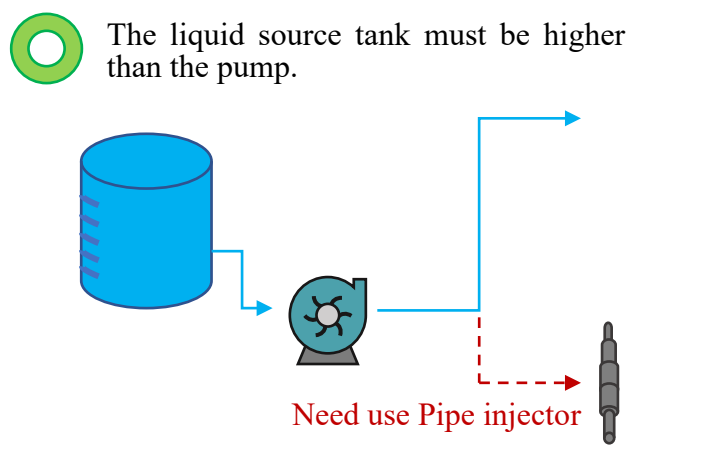 The liquid source tank must be higher
than the pump.
Need use Pipe injector